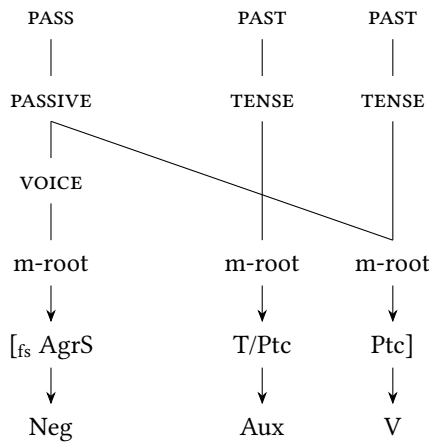 PASS PAST PAST
PASSIVE TENSE TENSE
VOICE
m-root m-root m-root
[fs AgrS T/Ptc Ptc]
Neg Aux V